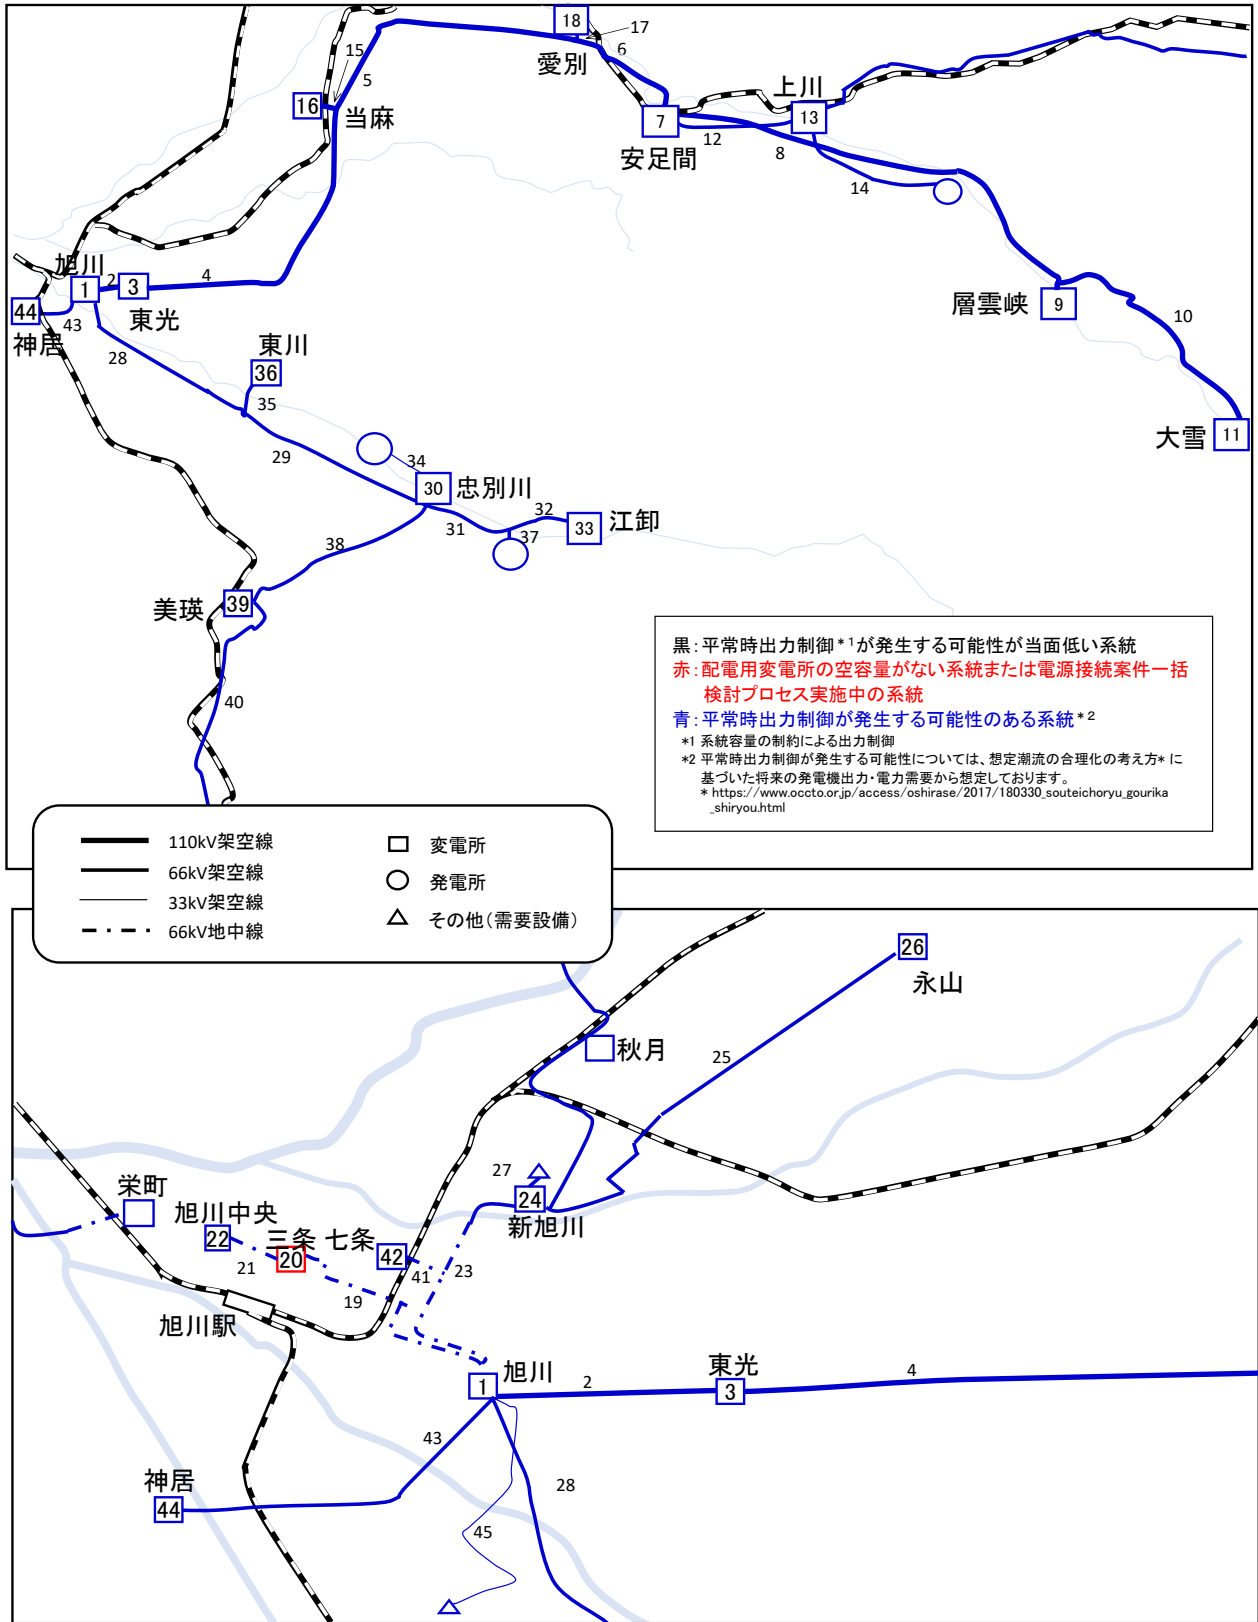 18
17
愛別
6
15
5
16
当麻
7
安足間
上川
13
12
8
14
旭川
1
2
3
4
東光
44
43
神居
28
層雲峡
9
10
大雪
11
東川
36
35
29
34
30
忠別川
31
32
33
江卸
37
38
美瑛
39
40
黒：平常時出力制御*1が発生する可能性が当面低い系統
赤：配電用変電所の空容量がない系統または電源接続案件一括
検討プロセス実施中の系統
青：平常時出力制御が発生する可能性のある系統*2
*1 系統容量の制約による出力制御
*2 平常時出力制御が発生する可能性については、想定潮流の合理化の考え方* に
基づいた将来の発電機出力・電力需要から想定しております。
* https://www.occto.or.jp/access/oshirase/2017/180330_souteichoryu_gourika
_shiryou.html
110kV架空線
66kV架空線
33kV架空線
66kV地中線
変電所
発電所
その他（需要設備）
26
永山
秋月
25
27
24
新旭川
栄町
旭川中央
22
三条
七条
20
42
21
41
23
19
旭川駅
旭川
1
2
東光
3
4
43
神居
44
28
45